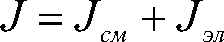 J = J_см + J_эл